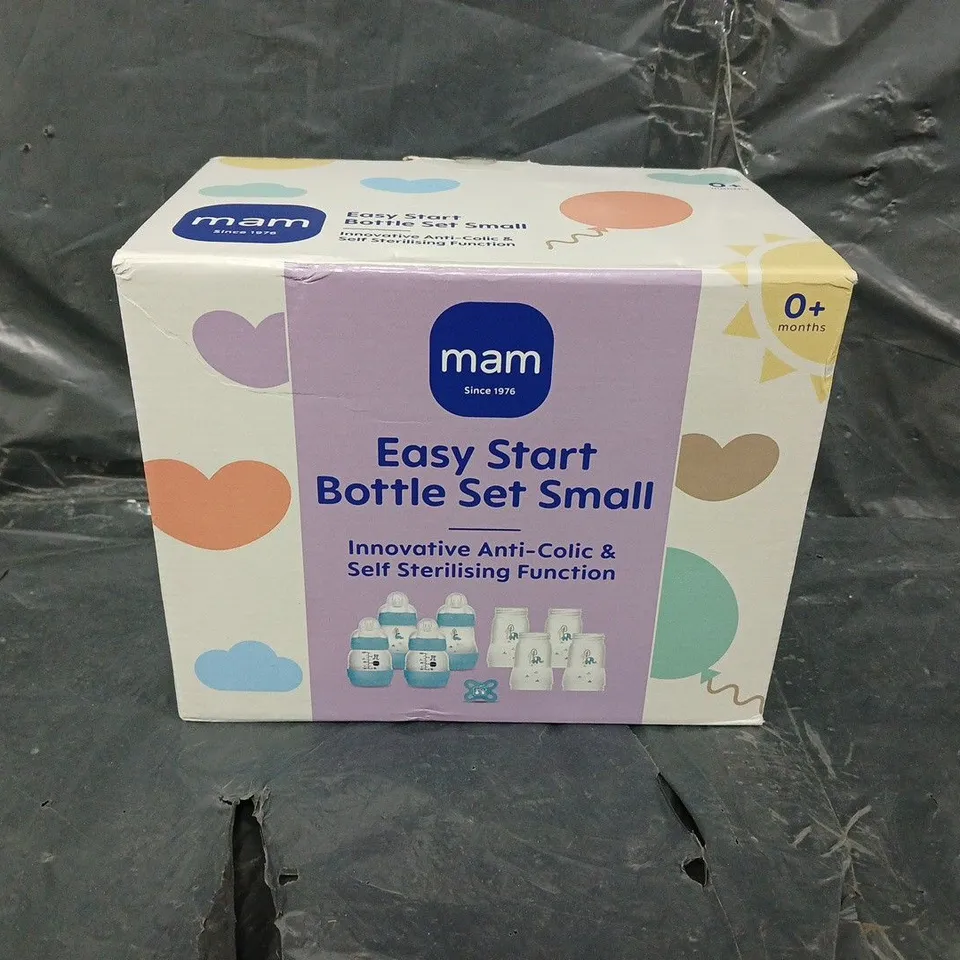 mam
Since 1976
Easy Start
Bottle Set Small
Innovative Anti-Colic &
Self Sterilising Function
0+
months
0+
months
mam
Since 1976
Easy Start
Bottle Set Small
Innovative Anti-Colic &
Self Sterilising Function